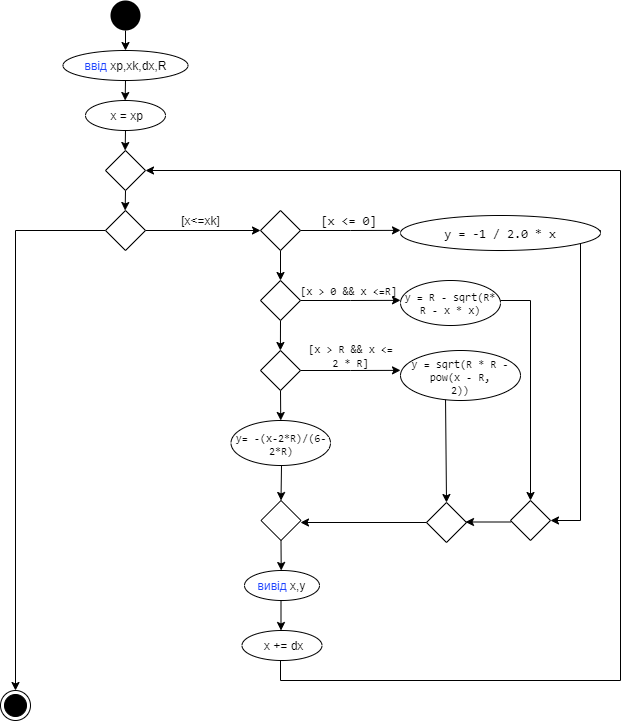 ввід xp,xk,dx,R
x = xp
[x<=xk]
[x <= 0]
y = -1 / 2.0 * x
[x > 0 && x <=R]
y = R - sqrt(R*
R - x * x)
[x > R && x <=
2 * R]
y = sqrt(R * R -
pow(x - R,
2))
y= -(x-2*R)/(6-
2*R)
вивід x,y
x += dx